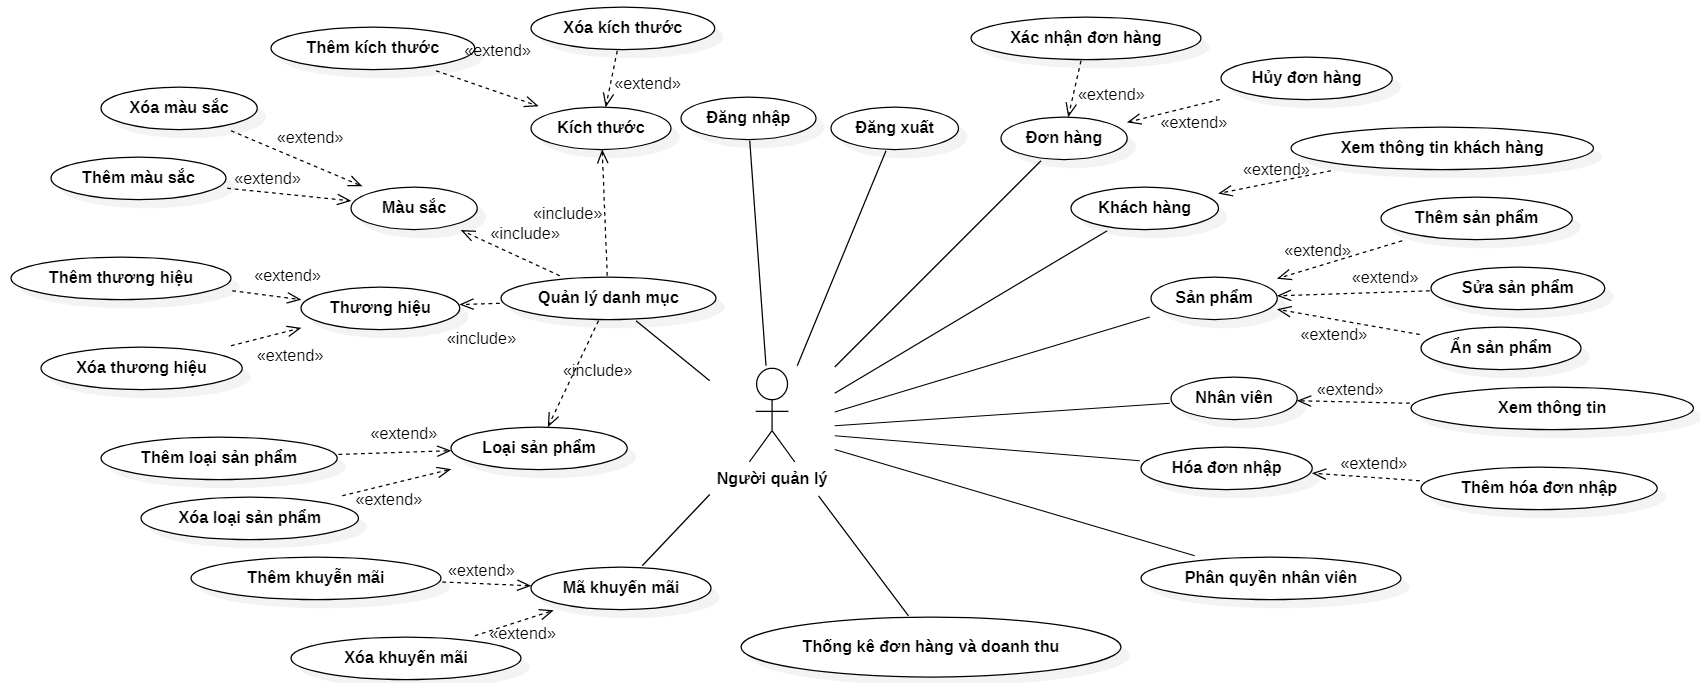 Xóa kích thước
Thêm kích thước
«extend»
Xác nhận đơn hàng
Hủy đơn hàng
«extend»
«extend»
Xóa màu sắc
Kích thước
Đăng nhập
Đăng xuất
Đơn hàng
«extend»
«extend»
Xem thông tin khách hàng
Thêm màu sắc
«extend»
«extend»
Màu sắc
Khách hàng
Thêm sản phẩm
«include»
«include»
«extend»
Thêm thương hiệu
«extend»
«extend»
Thương hiệu
Quản lý danh mục
Sản phẩm
Sửa sản phẩm
«include»
«extend»
Ẩn sản phẩm
«extend»
Xóa thương hiệu
«include»
Nhân viên
«extend»
Xem thông tin
«extend»
Thêm loại sản phẩm
Loại sản phẩm
Hóa đơn nhập
«extend»
Người quản lý
Thêm hóa đơn nhập
«extend»
Xóa loại sản phẩm
Thêm khuyễn mãi
«extend»
Mã khuyến mãi
Phân quyền nhân viên
«extend»
Xóa khuyến mãi
Thống kê đơn hàng và doanh thu